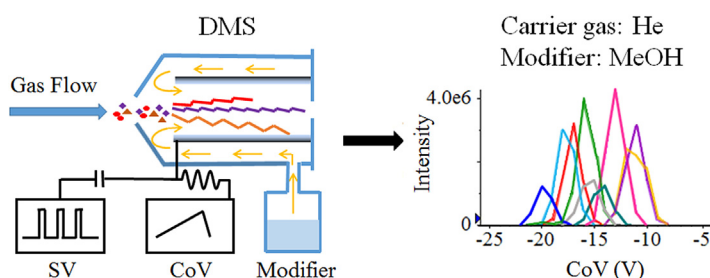 DMS
Gas Flow
SV
CoV
Modifier
Carrier gas: He
Modifier: MeOH
4.0e6
Intensity
0
-25 -20 -15 -10 -5
CoV (V)